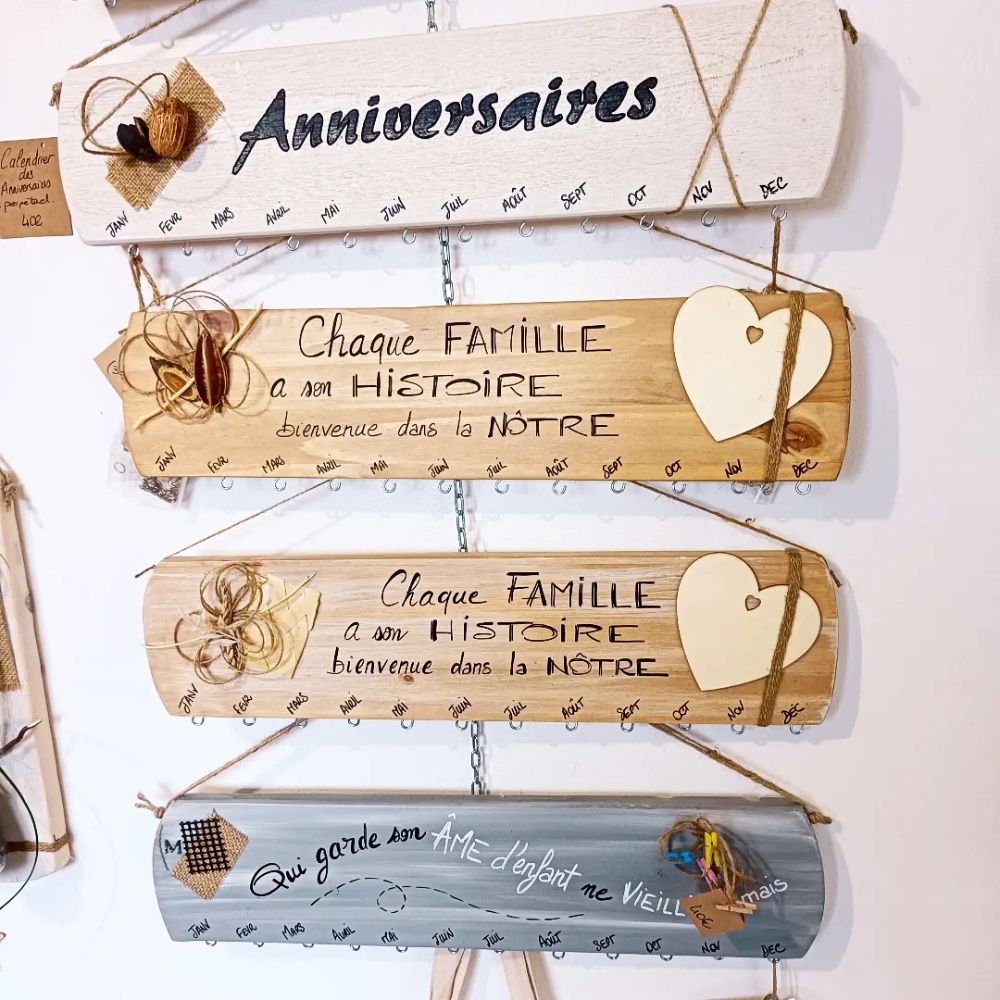 Anniversaires
JANV FEVR MARS AVRIL MAI JUIN JUIL AOÛT SEPT OCT NOV DEC
Calendrier
des
Anniversaires
perpetuel.
40€
Chaque FAMILLE
a son HISTOIRE
bienvenue dans la NÔTRE
JANV FEVR MARS AVRIL MAI JUIN JUIL AOÛT SEPT OCT NOV DEC
Chaque FAMILLE
a son HISTOIRE
bienvenue dans la NÔTRE
JANV FEVR MARS AVRIL MAI JUIN JUIL AOÛT SEPT OCT NOV DEC
M
Qui garde son ÂME d'enfant ne VIEILL mais
40€
JANV FEVR MARS AVRIL MAI JUIN JUIL AOÛT SEPT OCT NOV DEC